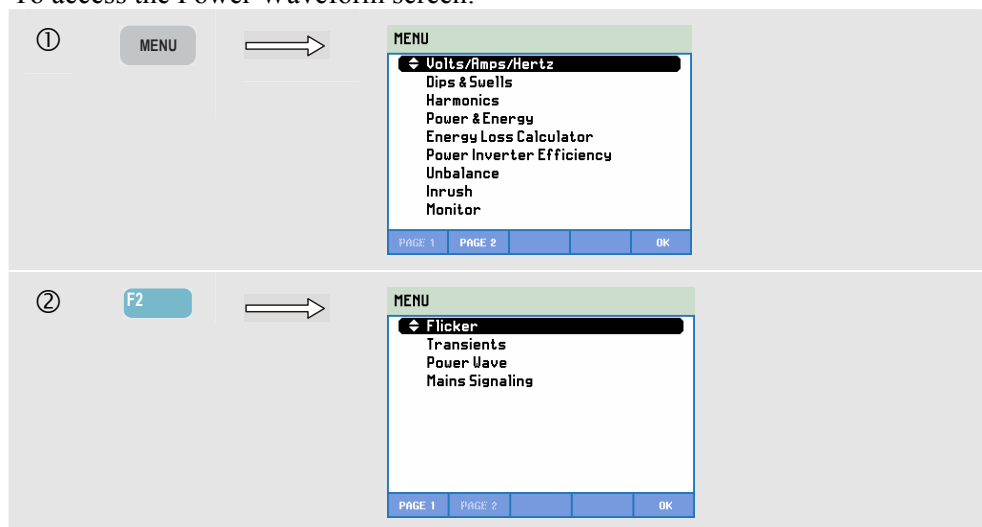 To access the Power Waveform screen:
① MENU
MENU
Volts/Amps/Hertz
Dips & Swells
Harmonics
Power & Energy
Energy Loss Calculator
Power Inverter Efficiency
Unbalance
Inrush
Monitor
PAGE 1 PAGE 2 OK
② F2
MENU
Flicker
Transients
Power Wave
Mains Signaling
PAGE 1 PAGE 2 OK